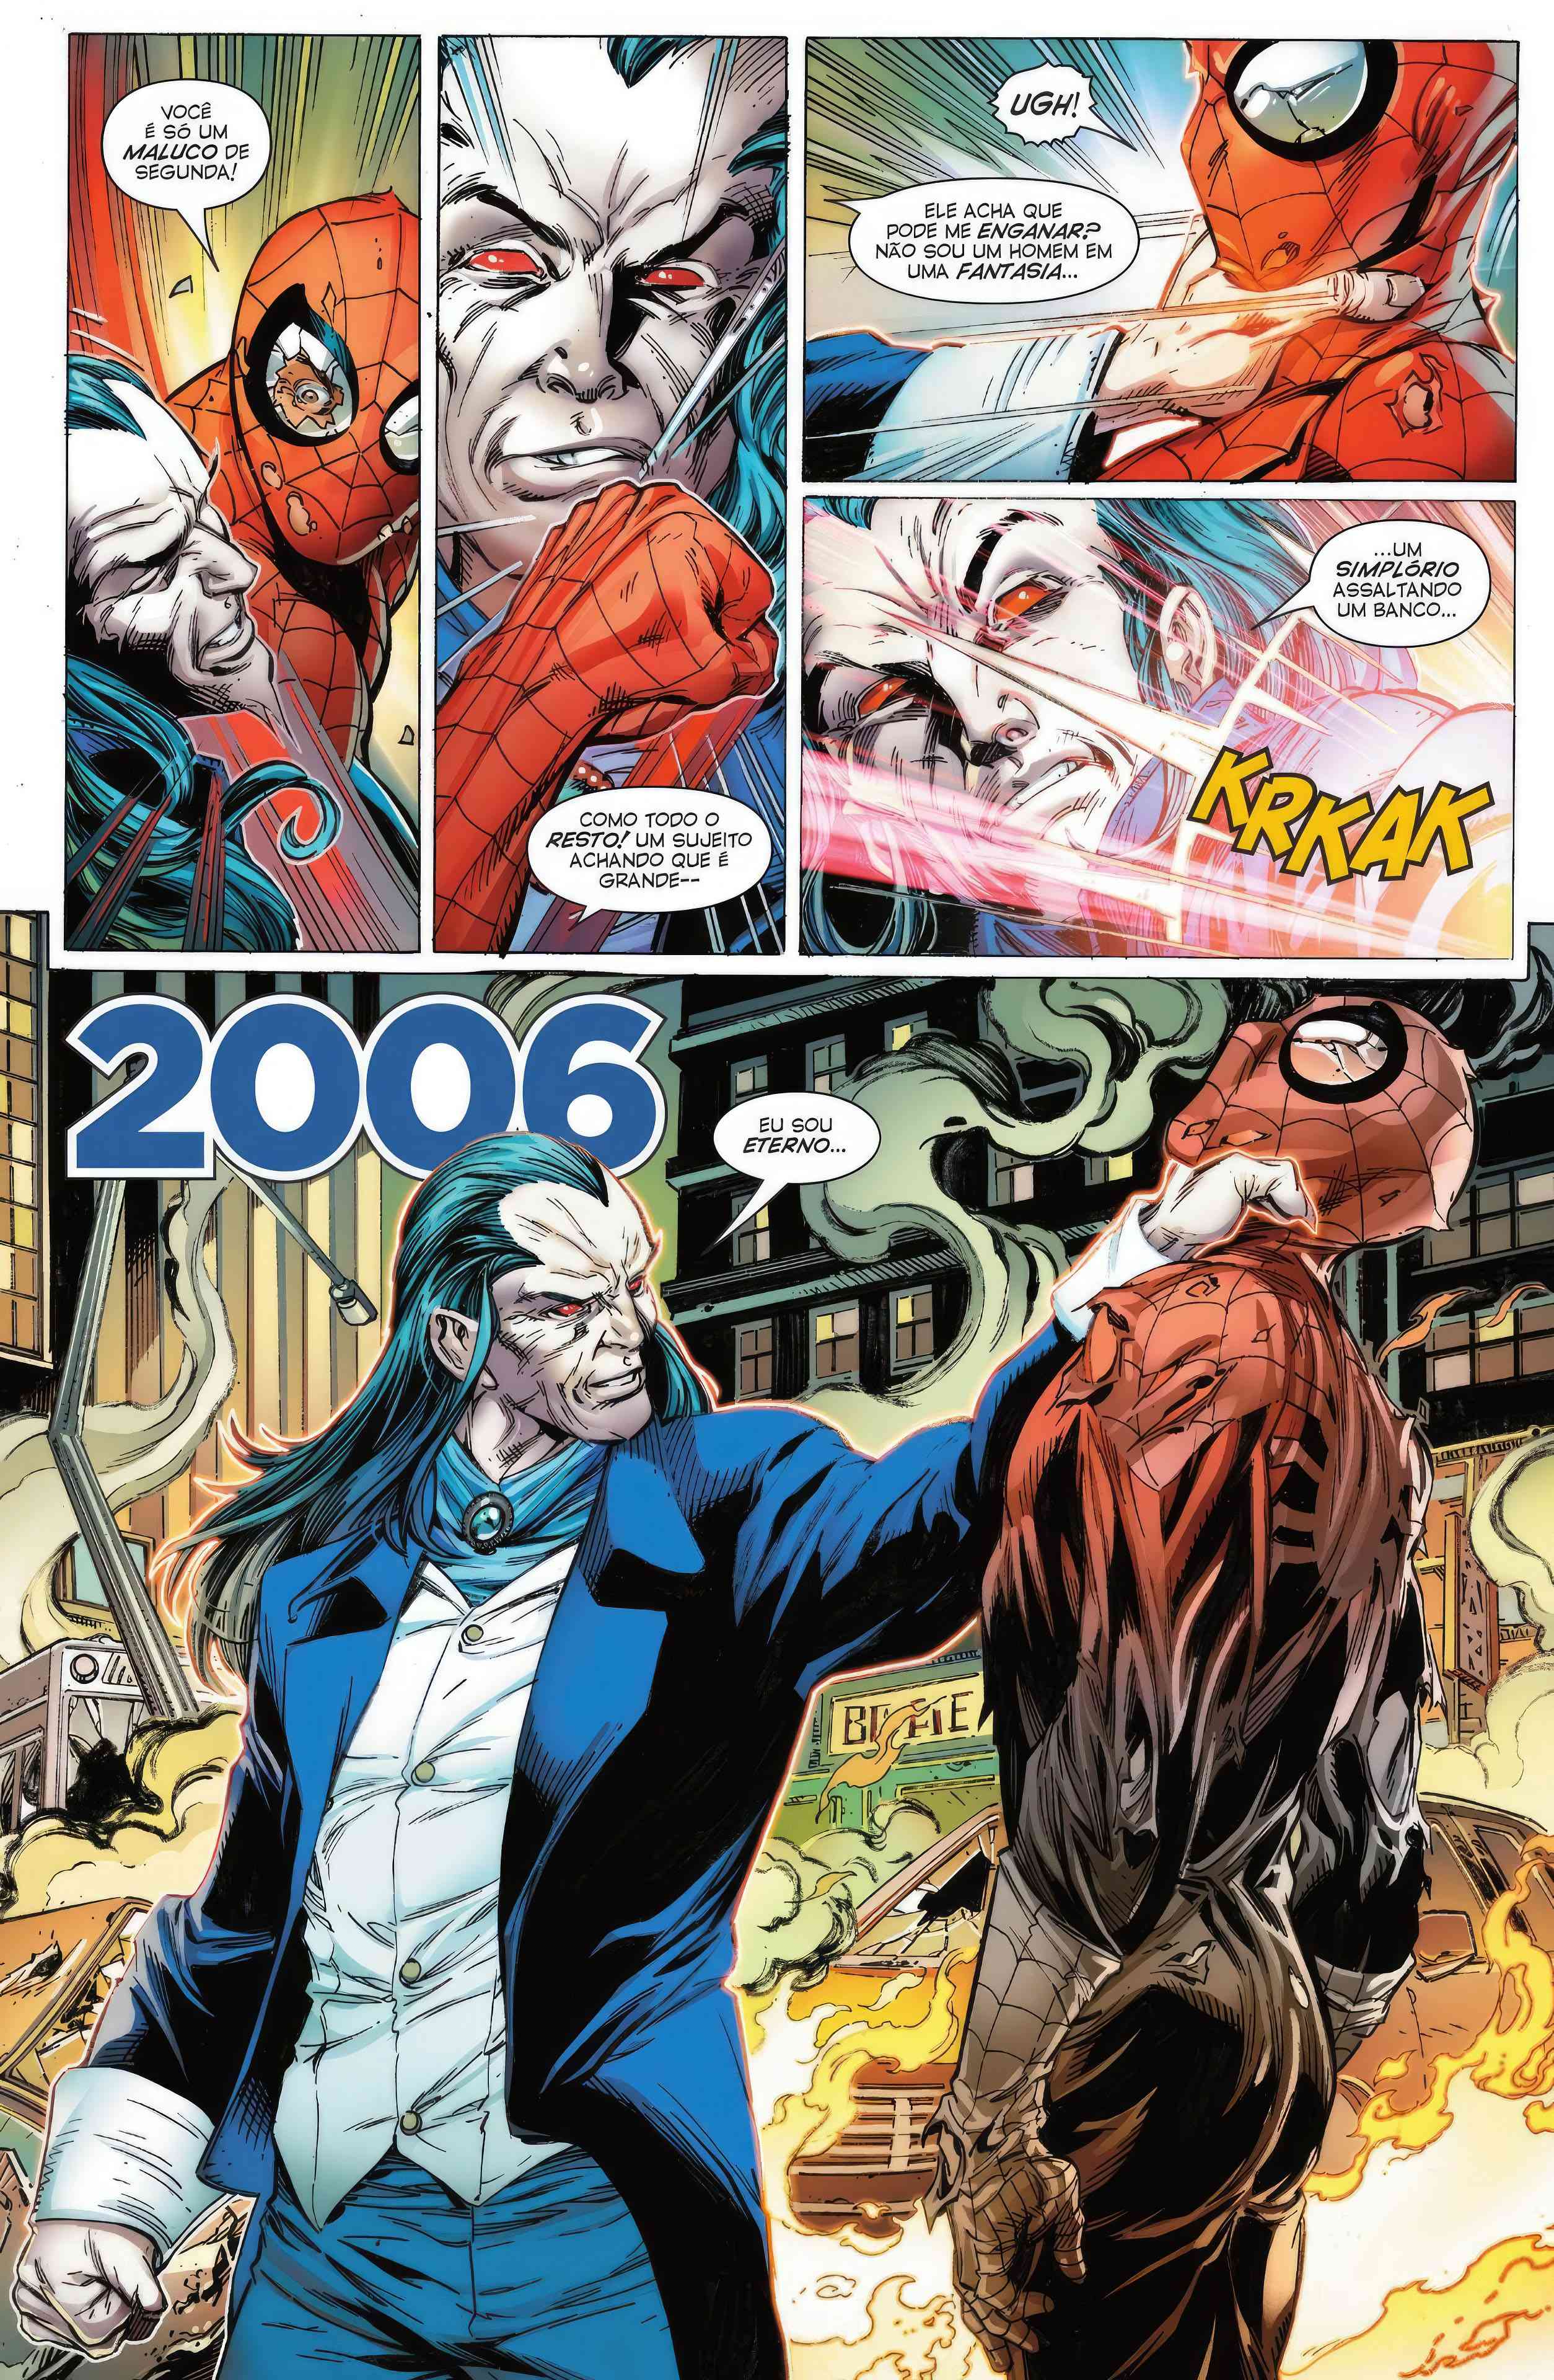 VOCÊ
É SÓ UM
MALUCO DE
SEGUNDA!
COMO TODO O
RESTO! UM SUJEITO
ACHANDO QUE É
GRANDE--
UGH!
ELE ACHA QUE
PODE ME ENGANAR?
NÃO SOU UM HOMEM EM
UMA FANTASIA...
...UM
SIMPLÓRIO
ASSALTANDO
UM BANCO...
KRKAK
2006
EU SOU
ETERNO...